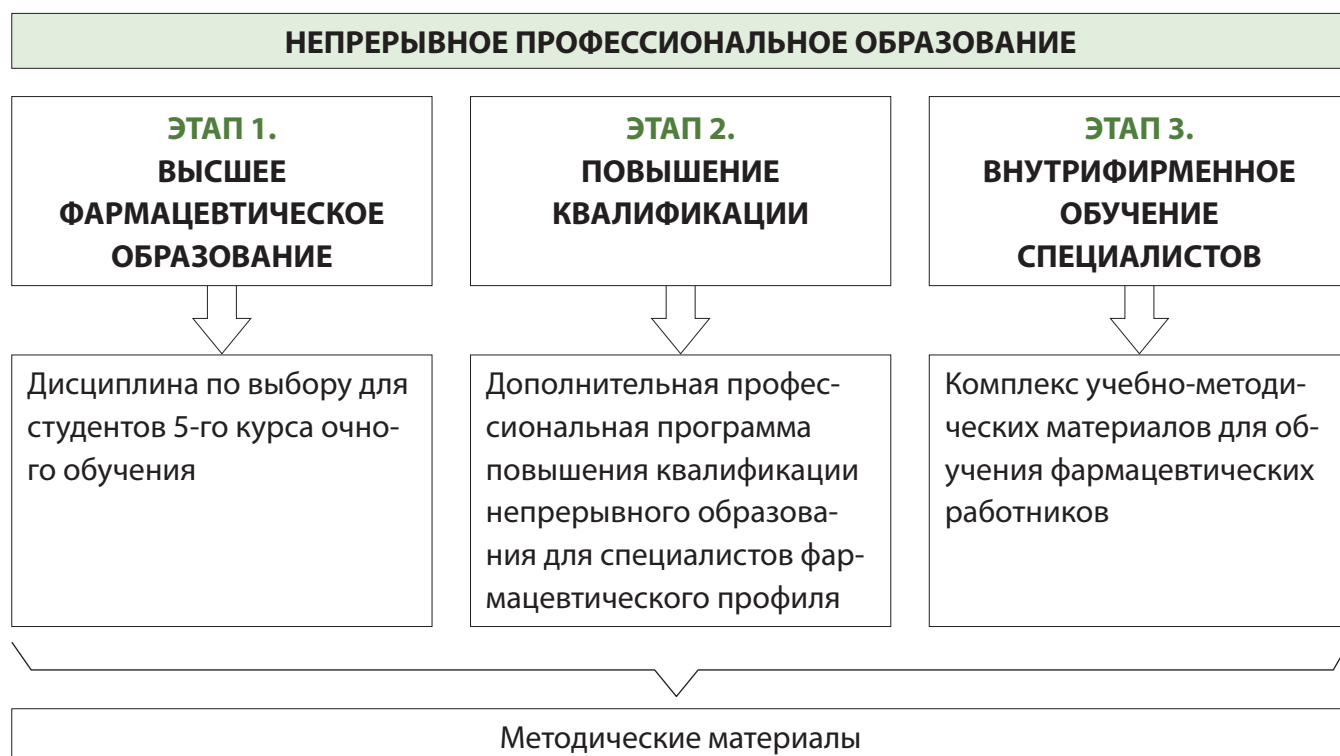 НЕПРЕРЫВНОЕ ПРОФЕССИОНАЛЬНОЕ ОБРАЗОВАНИЕ
ЭТАП 1.
ВЫСШЕЕ
ФАРМАЦЕВТИЧЕСКОЕ
ОБРАЗОВАНИЕ
Дисциплина по выбору для
студентов 5-го курса очно-
го обучения
ЭТАП 2.
ПОВЫШЕНИЕ
КВАЛИФИКАЦИИ
Дополнительная профес-
сиональная программа
повышения квалификации
непрерывного образова-
ния для специалистов фар-
мацевтического профиля
ЭТАП 3.
ВНУТРИФИРМЕННОЕ
ОБУЧЕНИЕ
СПЕЦИАЛИСТОВ
Комплекс учебно-методи-
ческих материалов для об-
учения фармацевтических
работников
Методические материалы